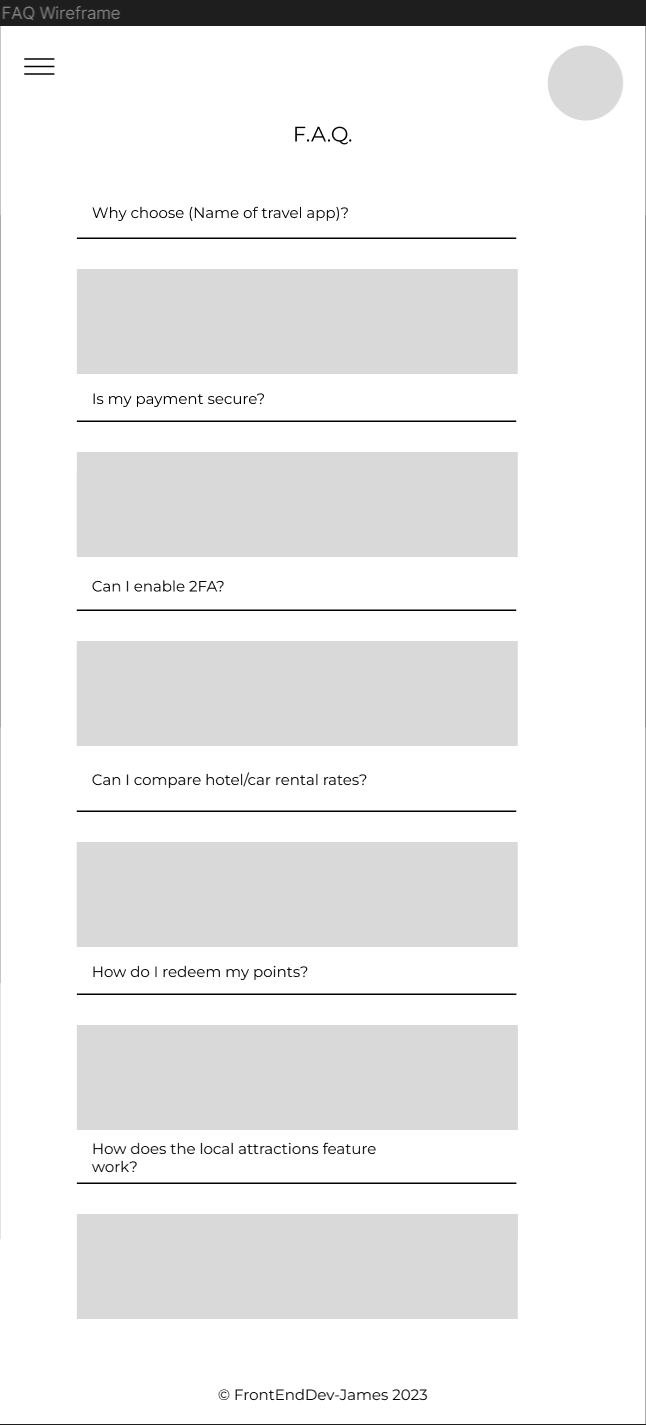 FAQ Wireframe
F.A.Q.
Why choose (Name of travel app)?
Is my payment secure?
Can I enable 2FA?
Can I compare hotel/car rental rates?
How do I redeem my points?
How does the local attractions feature
work?
© FrontEndDev-James 2023